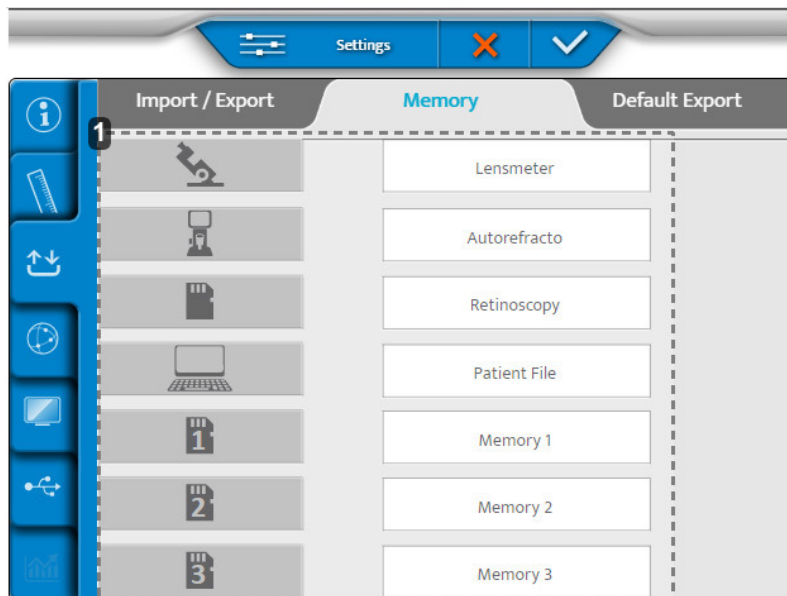 Settings
Import / Export
Memory
Default Export
1
Lensmeter
Autorefracto
Retinoscopy
Patient File
1
Memory 1
2
Memory 2
3
Memory 3